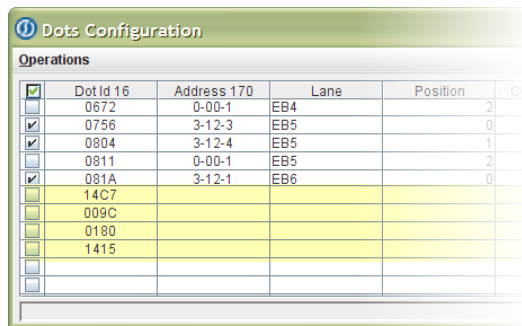 Dots Configuration
Operations
Dot Id 16 Address 170 Lane Position C
0672 0-00-1 EB4 2
0756 3-12-3 EB5 0
0804 3-12-4 EB5 1
0811 0-00-1 EB5 2
081A 3-12-1 EB6 0
14C7
009C
0180
1415